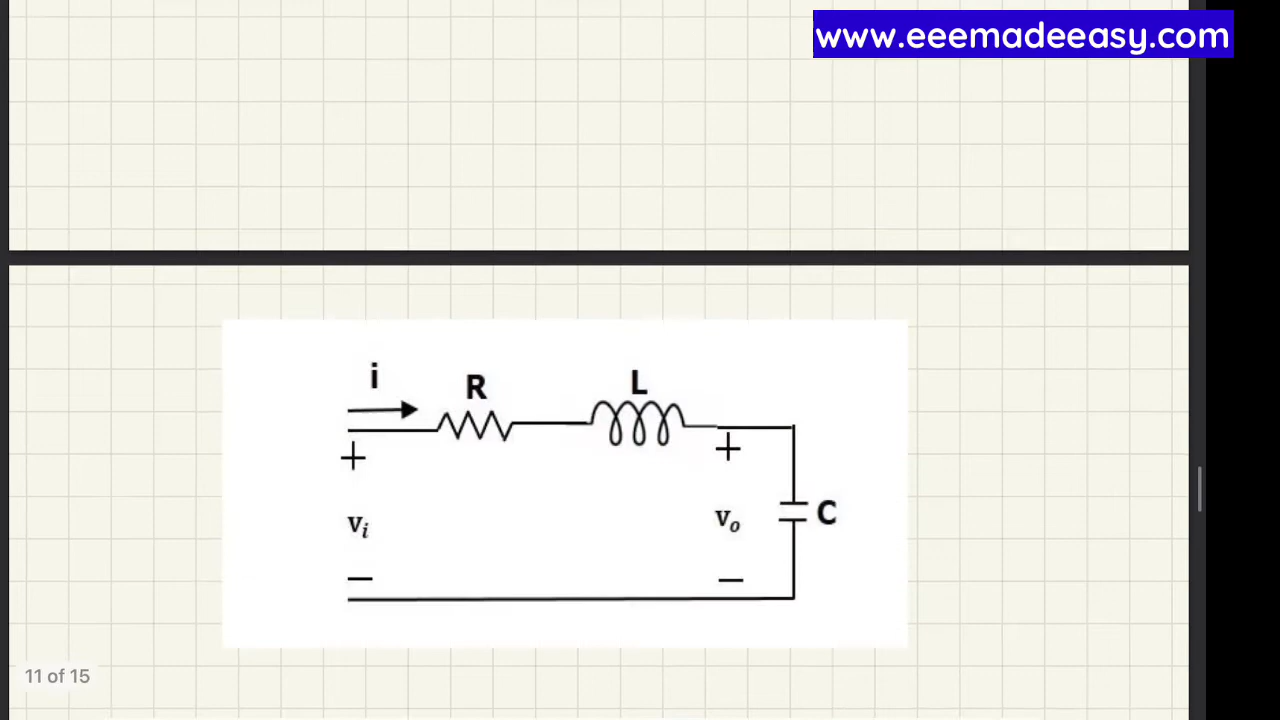 www.eeemadeeasy.com
i
R
L
+
+
vᵢ
vₒ
C
−
−
11 of 15